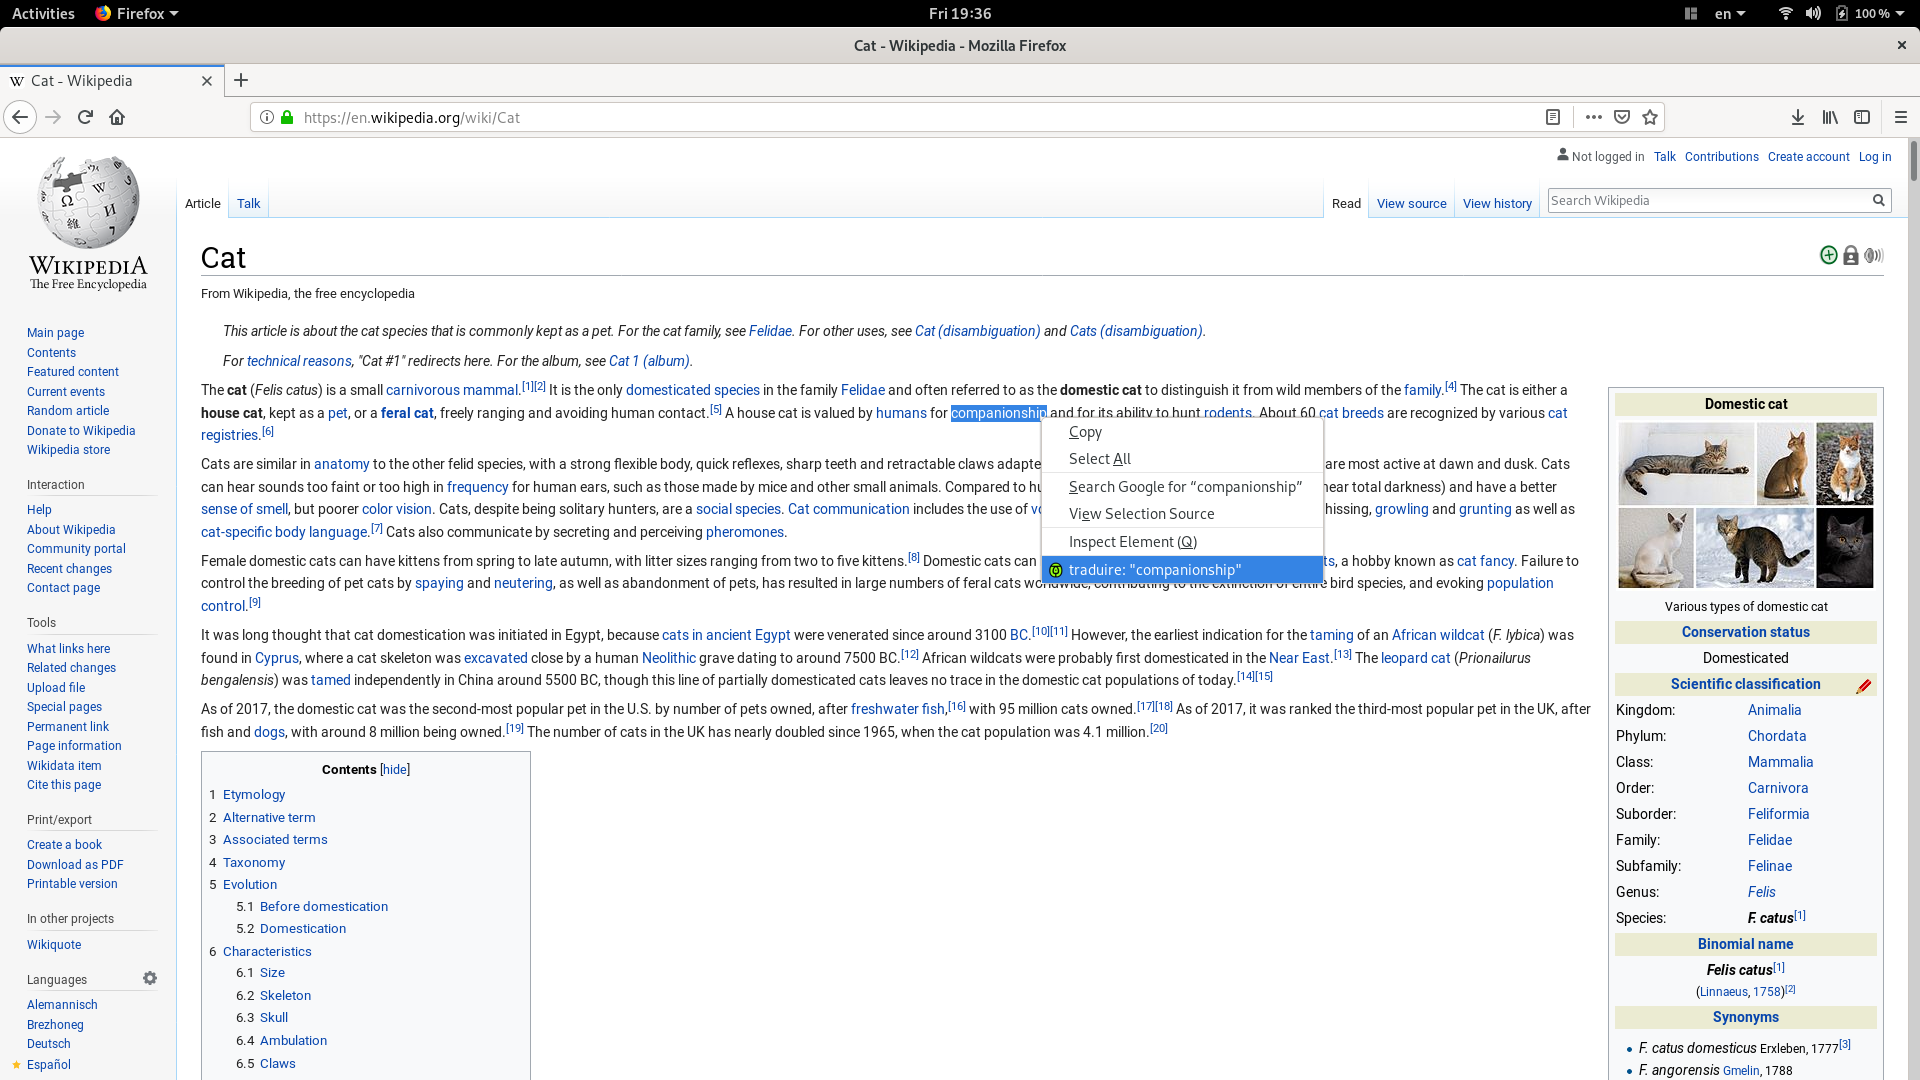 Activities Firefox Fri 19:36 en 100 %
Cat - Wikipedia - Mozilla Firefox
W Cat - Wikipedia
https://en.wikipedia.org/wiki/Cat
Not logged in Talk Contributions Create account Log in
Article Talk Read View source View history Search Wikipedia
WIKIPEDIA
The Free Encyclopedia
Main page
Contents
Featured content
Current events
Random article
Donate to Wikipedia
Wikipedia store
Interaction
Help
About Wikipedia
Community portal
Recent changes
Contact page
Tools
What links here
Related changes
Upload file
Special pages
Permanent link
Page information
Wikidata item
Cite this page
Print/export
Create a book
Download as PDF
Printable version
In other projects
Wikiquote
Languages
Alemannisch
Brezhoneg
Deutsch
Español
Cat
From Wikipedia, the free encyclopedia
This article is about the cat species that is commonly kept as a pet. For the cat family, see Felidae. For other uses, see Cat (disambiguation) and Cats (disambiguation).
For technical reasons, "Cat #1" redirects here. For the album, see Cat 1 (album).
The cat (Felis catus) is a small carnivorous mammal.[1][2] It is the only domesticated species in the family Felidae and often referred to as the domestic cat to distinguish it from wild members of the family.[4] The cat is either a
house cat, kept as a pet, or a feral cat, freely ranging and avoiding human contact.[5] A house cat is valued by humans for companionship and for its ability to hunt rodents. About 60 cat breeds are recognized by various cat
registries.[6]
Cats are similar in anatomy to the other felid species, with a strong flexible body, quick reflexes, sharp teeth and retractable claws adapte are most active at dawn and dusk. Cats
can hear sounds too faint or too high in frequency for human ears, such as those made by mice and other small animals. Compared to hu near total darkness) and have a better
sense of smell, but poorer color vision. Cats, despite being solitary hunters, are a social species. Cat communication includes the use of vo hissing, growling and grunting as well as
cat-specific body language.[7] Cats also communicate by secreting and perceiving pheromones.
Female domestic cats can have kittens from spring to late autumn, with litter sizes ranging from two to five kittens.[8] Domestic cats can ts, a hobby known as cat fancy. Failure to
control the breeding of pet cats by spaying and neutering, as well as abandonment of pets, has resulted in large numbers of feral cats worldwide, contributing to the extinction of entire bird species, and evoking population
control.[9]
It was long thought that cat domestication was initiated in Egypt, because cats in ancient Egypt were venerated since around 3100 BC.[10][11] However, the earliest indication for the taming of an African wildcat (F. lybica) was
found in Cyprus, where a cat skeleton was excavated close by a human Neolithic grave dating to around 7500 BC.[12] African wildcats were probably first domesticated in the Near East.[13] The leopard cat (Prionailurus
bengalensis) was tamed independently in China around 5500 BC, though this line of partially domesticated cats leaves no trace in the domestic cat populations of today.[14][15]
As of 2017, the domestic cat was the second-most popular pet in the U.S. by number of pets owned, after freshwater fish,[16] with 95 million cats owned.[17][18] As of 2017, it was ranked the third-most popular pet in the UK, after
fish and dogs, with around 8 million being owned.[19] The number of cats in the UK has nearly doubled since 1965, when the cat population was 4.1 million.[20]
Copy
Select All
Search Google for “companionship”
View Selection Source
Inspect Element (Q)
traduire: "companionship"
Contents [hide]
1 Etymology
2 Alternative term
3 Associated terms
4 Taxonomy
5 Evolution
5.1 Before domestication
5.2 Domestication
6 Characteristics
6.1 Size
6.2 Skeleton
6.3 Skull
6.4 Ambulation
6.5 Claws
Domestic cat
Various types of domestic cat
Conservation status
Domesticated
Scientific classification
Kingdom: Animalia
Phylum: Chordata
Class: Mammalia
Order: Carnivora
Suborder: Feliformia
Family: Felidae
Subfamily: Felinae
Genus: Felis
Species: F. catus[1]
Binomial name
Felis catus[1]
(Linnaeus, 1758)[2]
Synonyms
• F. catus domesticus Erxleben, 1777[3]
• F. angorensis Gmelin, 1788